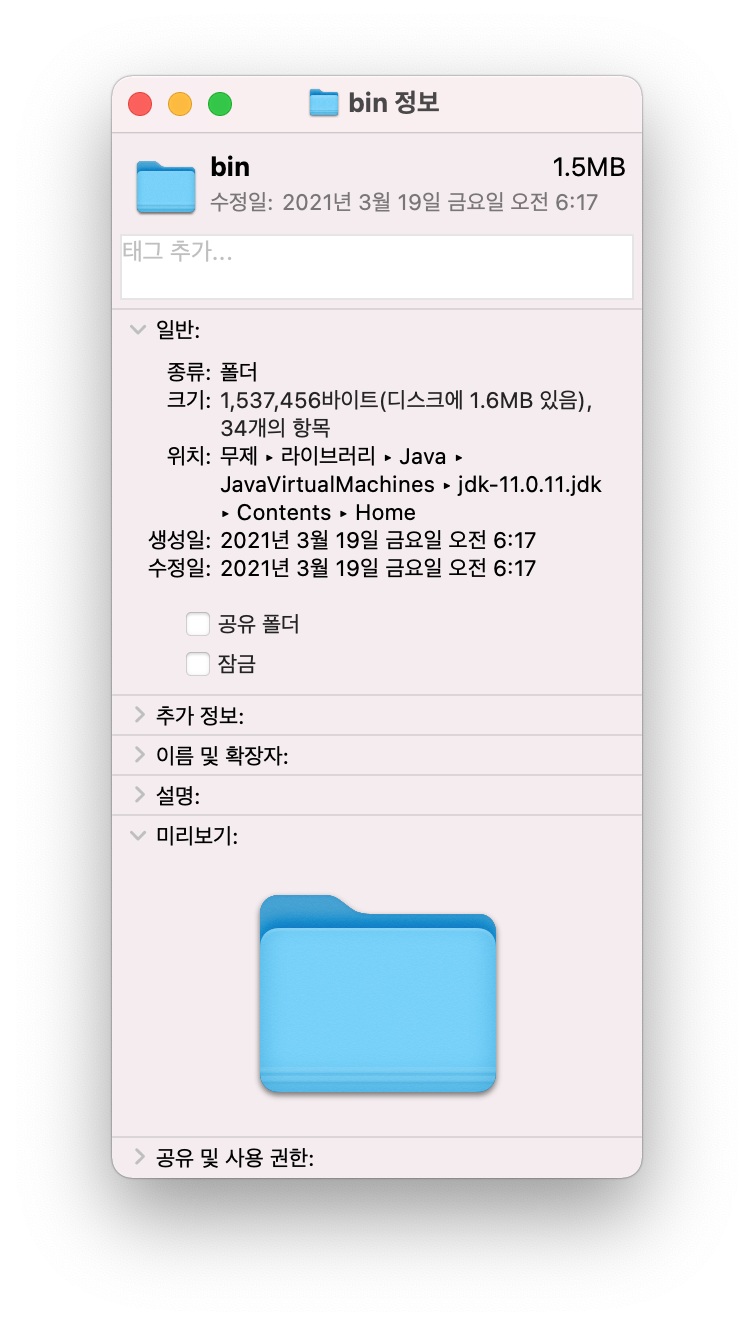 bin 정보
bin 1.5MB
수정일: 2021년 3월 19일 금요일 오전 6:17
태그 추가...
일반:
종류: 폴더
크기: 1,537,456바이트(디스크에 1.6MB 있음),
34개의 항목
위치: 무제 ▸ 라이브러리 ▸ Java ▸
JavaVirtualMachines ▸ jdk-11.0.11.jdk
▸ Contents ▸ Home
생성일: 2021년 3월 19일 금요일 오전 6:17
수정일: 2021년 3월 19일 금요일 오전 6:17
공유 폴더
잠금
추가 정보:
이름 및 확장자:
설명:
미리보기:
공유 및 사용 권한: